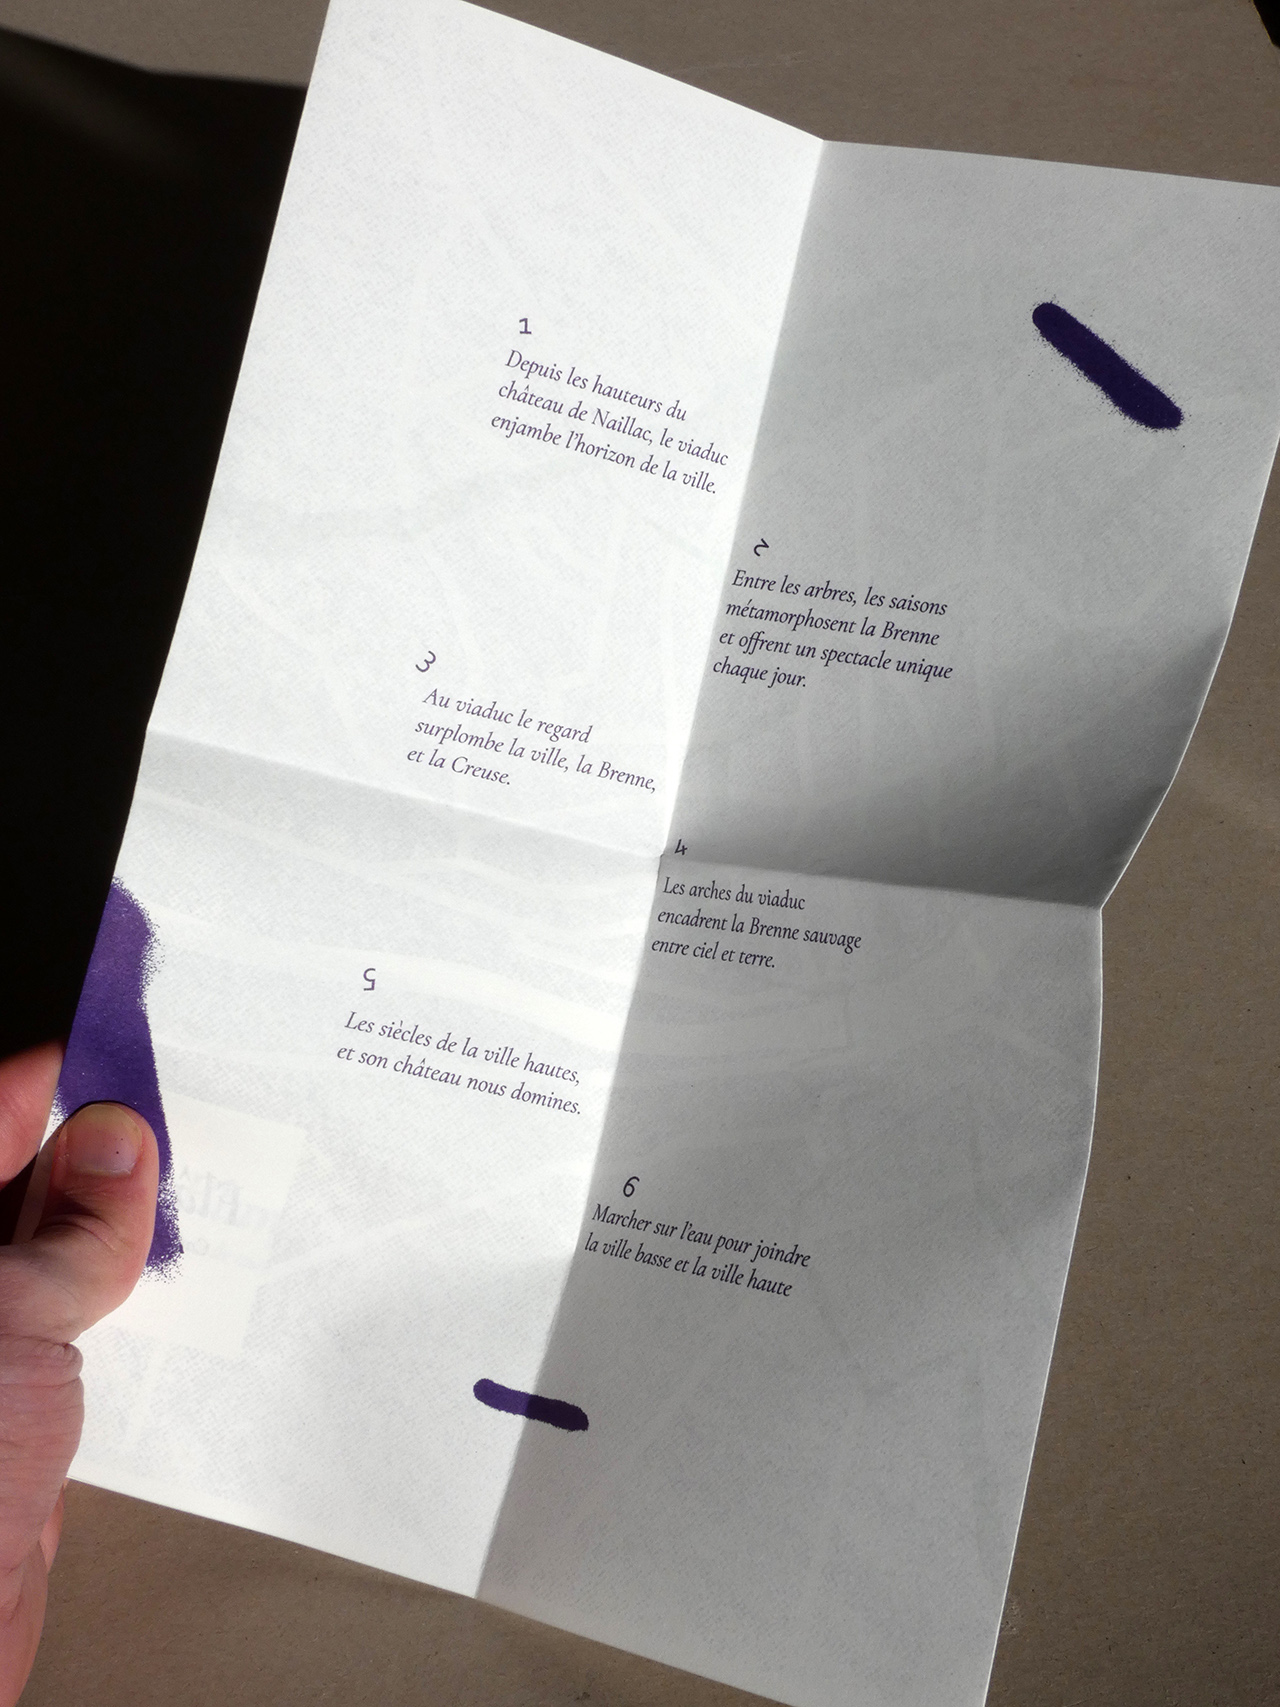 1
Depuis les hauteurs du
château de Naillac, le viaduc
enjambe l'horizon de la ville.
2
Entre les arbres, les saisons
métamorphosent la Brenne
et offrent un spectacle unique
chaque jour.
3
Au viaduc le regard
surplombe la ville, la Brenne,
et la Creuse.
4
Les arches du viaduc
encadrent la Brenne sauvage
entre ciel et terre.
5
Les siècles de la ville hautes,
et son château nous domines.
6
Marcher sur l'eau pour joindre
la ville basse et la ville haute